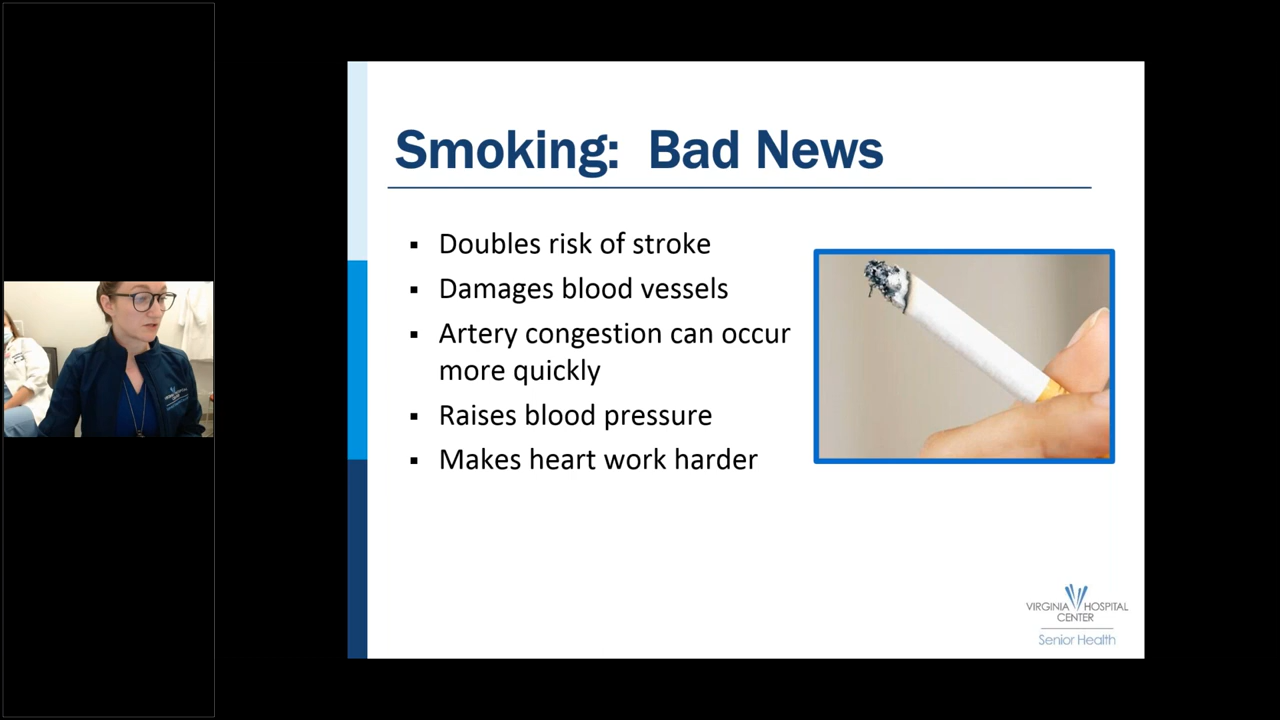 Smoking: Bad News
▪ Doubles risk of stroke
▪ Damages blood vessels
▪ Artery congestion can occur
more quickly
▪ Raises blood pressure
▪ Makes heart work harder
VIRGINIA HOSPITAL
CENTER
Senior Health